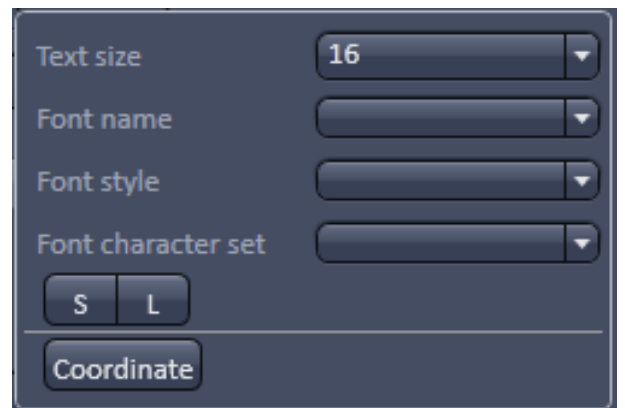 Text size 16
Font name
Font style
Font character set
S L
Coordinate